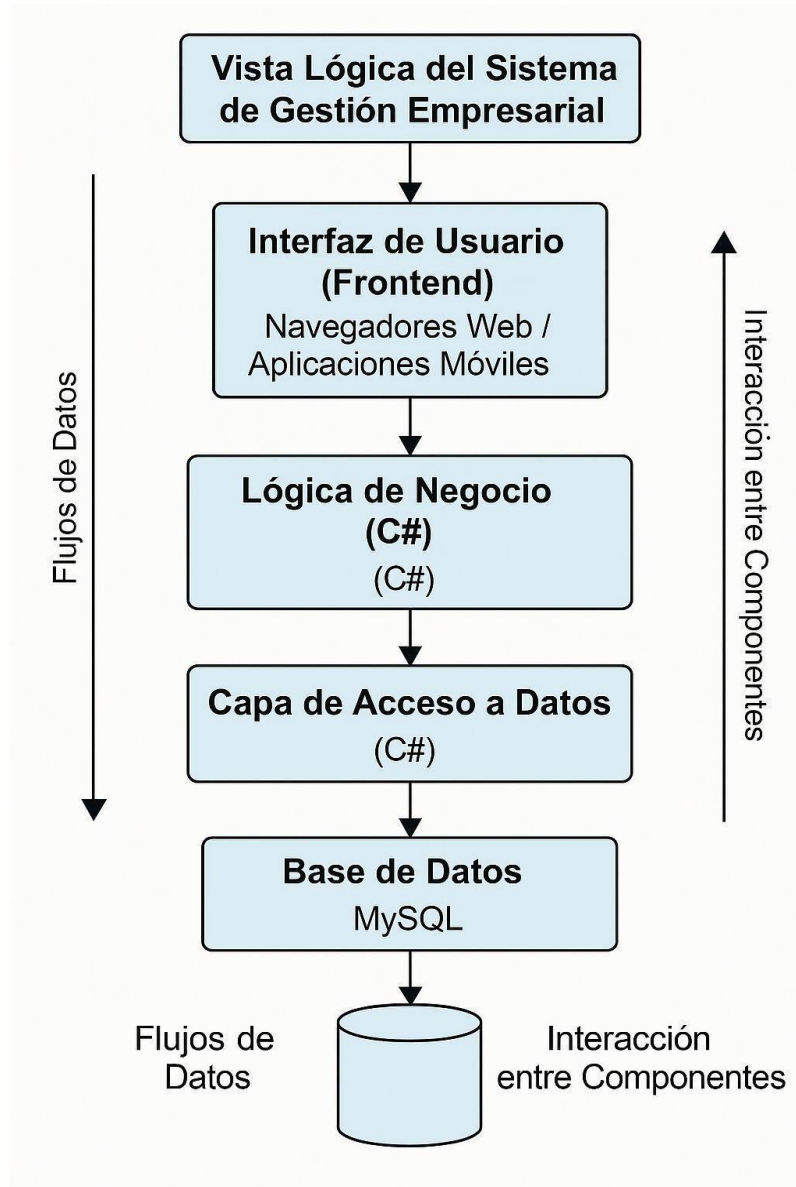 Vista Lógica del Sistema
de Gestión Empresarial
Interfaz de Usuario
(Frontend)
Navegadores Web /
Aplicaciones Móviles
Flujos de Datos
Interacción entre Componentes
Lógica de Negocio
(C#)
(C#)
Capa de Acceso a Datos
(C#)
Base de Datos
MySQL
Flujos de
Datos
Interacción
entre Componentes